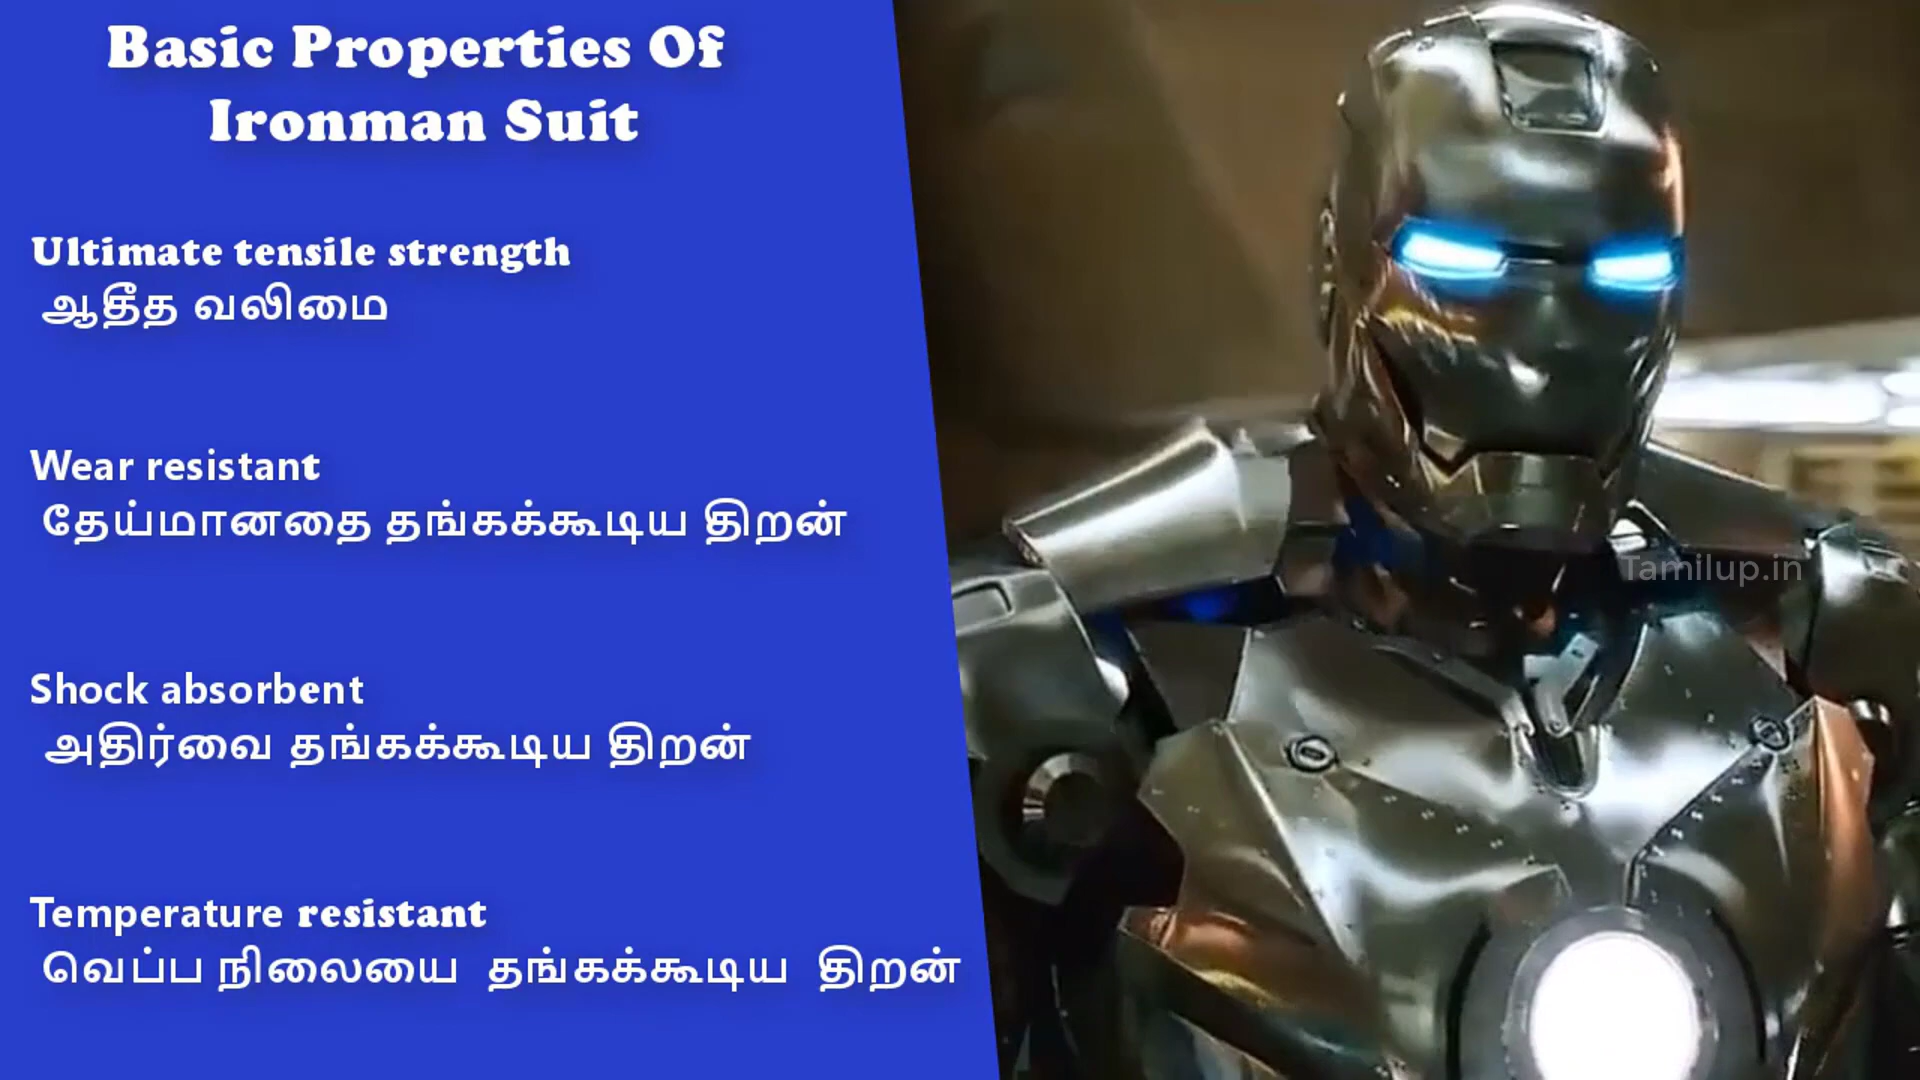 Basic Properties Of
Ironman Suit
Ultimate tensile strength
ஆதீத வலிமை
Wear resistant
தேய்மானதை தங்கக்கூடிய திறன்
Shock absorbent
அதிர்வை தங்கக்கூடிய திறன்
Temperature resistant
வெப்ப நிலையை தங்கக்கூடிய திறன்
Tamilup.in